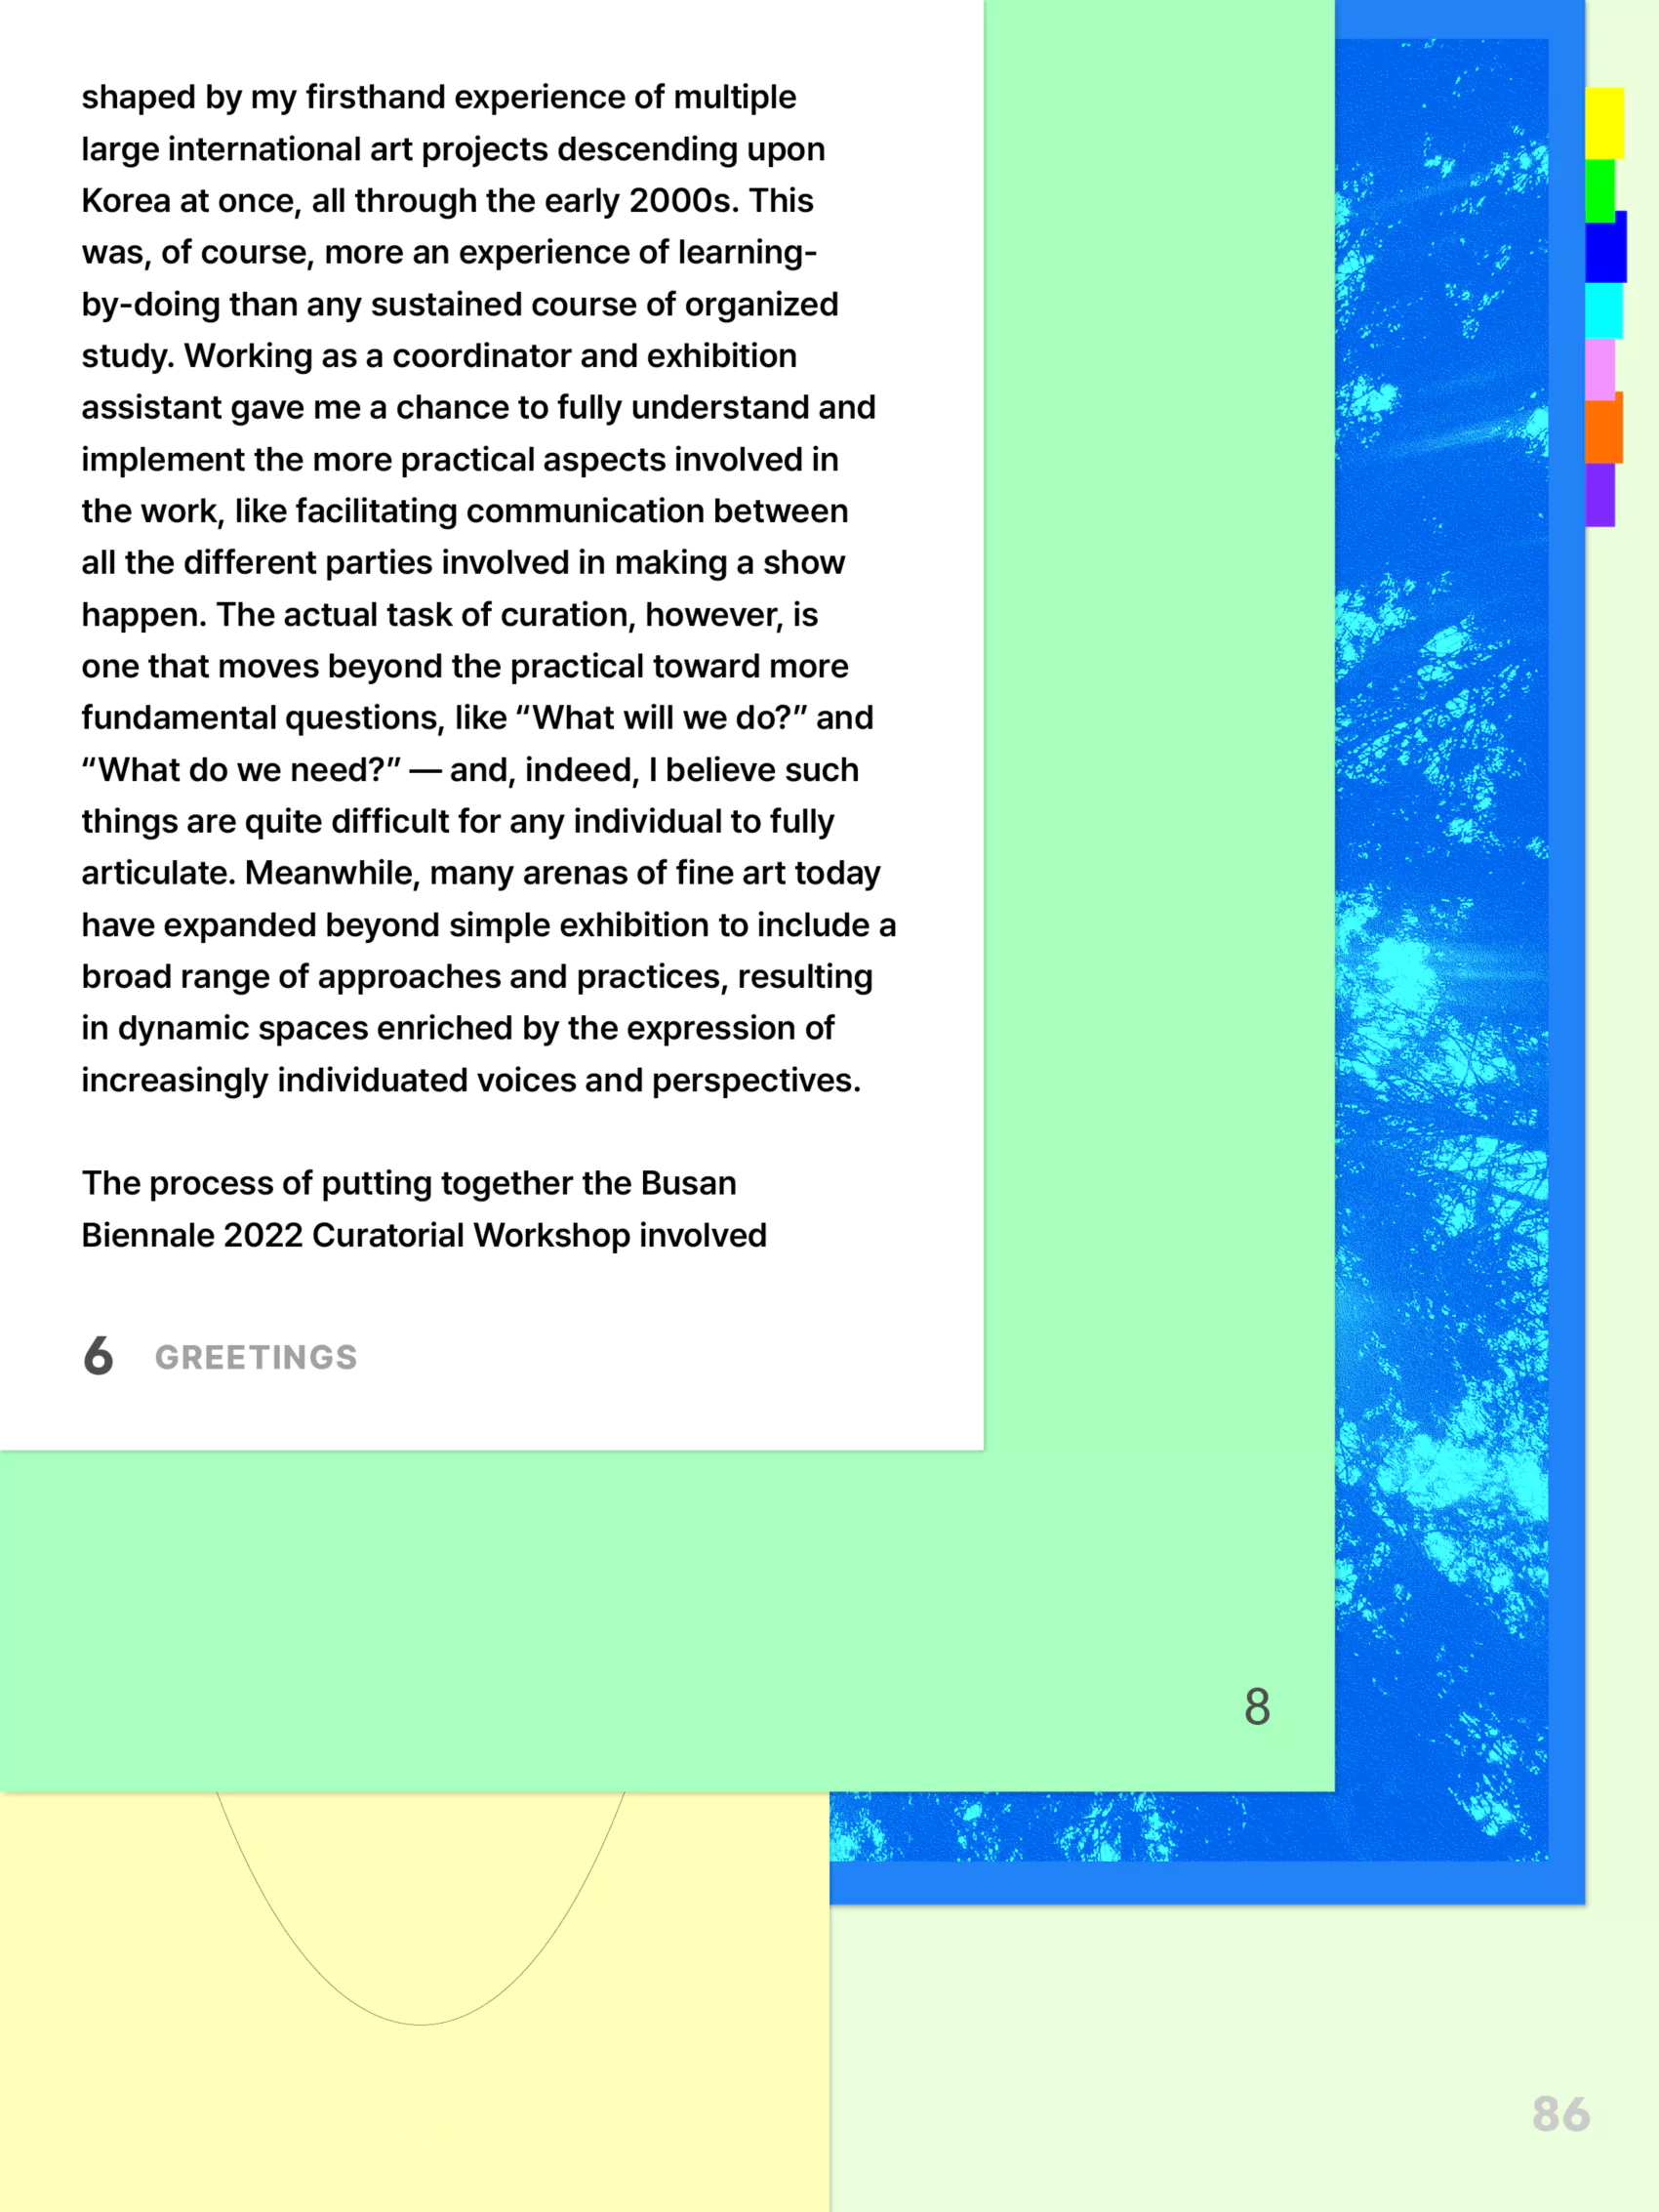 shaped by my firsthand experience of multiple
large international art projects descending upon
Korea at once, all through the early 2000s. This
was, of course, more an experience of learning-
by-doing than any sustained course of organized
study. Working as a coordinator and exhibition
assistant gave me a chance to fully understand and
implement the more practical aspects involved in
the work, like facilitating communication between
all the different parties involved in making a show
happen. The actual task of curation, however, is
one that moves beyond the practical toward more
fundamental questions, like “What will we do?” and
“What do we need?” — and, indeed, I believe such
things are quite difficult for any individual to fully
articulate. Meanwhile, many arenas of fine art today
have expanded beyond simple exhibition to include a
broad range of approaches and practices, resulting
in dynamic spaces enriched by the expression of
increasingly individuated voices and perspectives.
The process of putting together the Busan
Biennale 2022 Curatorial Workshop involved
6 GREETINGS
8
86